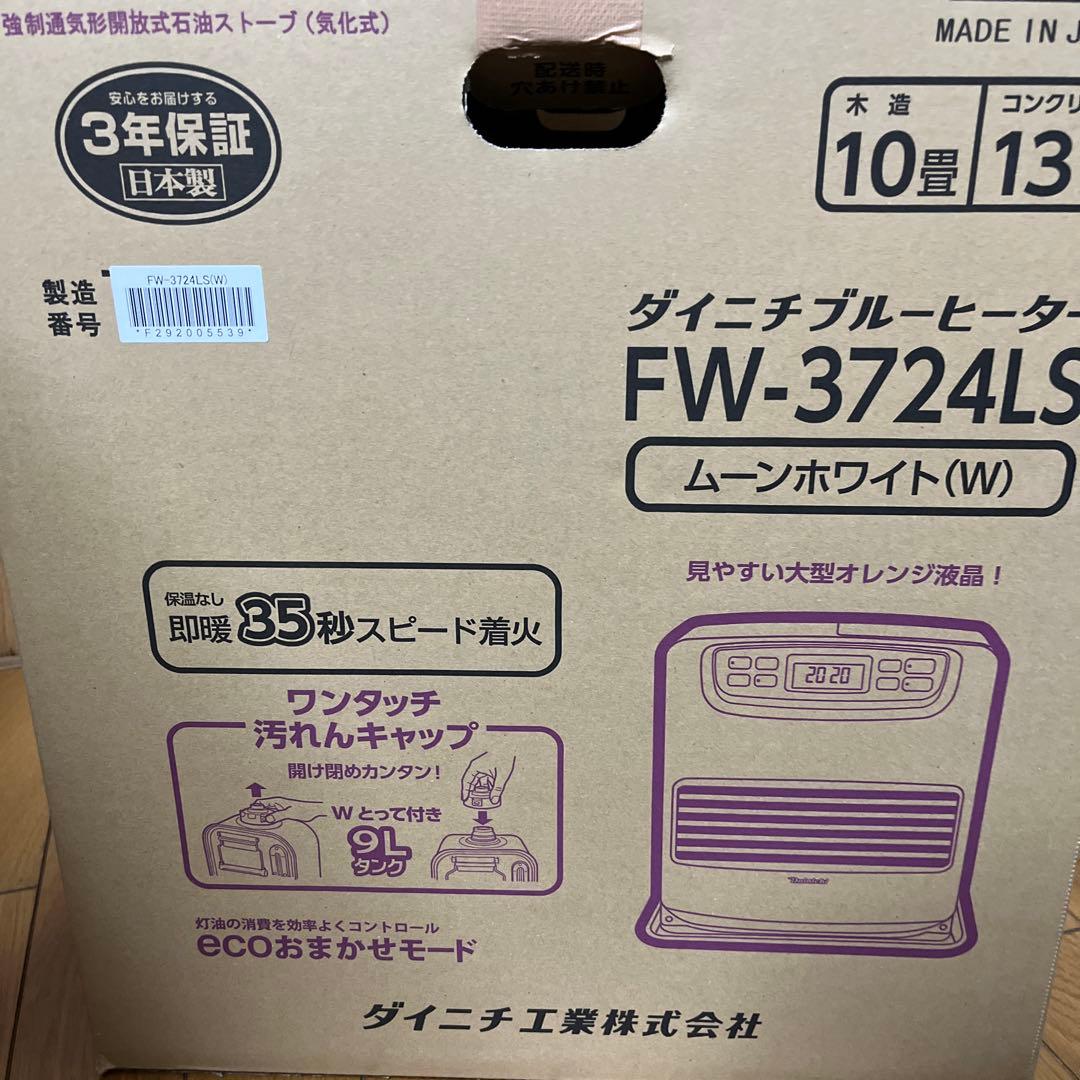 強制通気形開放式石油ストーブ（気化式）
MADE IN J
配送時
穴あけ禁止
安心をお届けする
3年保証
日本製
木造
10畳
コンクリ
13
製造
番号
FW-3724LS(W)
*F292005539*
ダイニチブルーヒーター
FW-3724LS
ムーンホワイト（W）
保温なし
即暖35秒スピード着火
見やすい大型オレンジ液晶！
20 20
ワンタッチ
汚れんキャップ
開け閉めカンタン！
Wとって付き
9L
タンク
Dainichi
灯油の消費を効率よくコントロール
ecoおまかせモード
ダイニチ工業株式会社